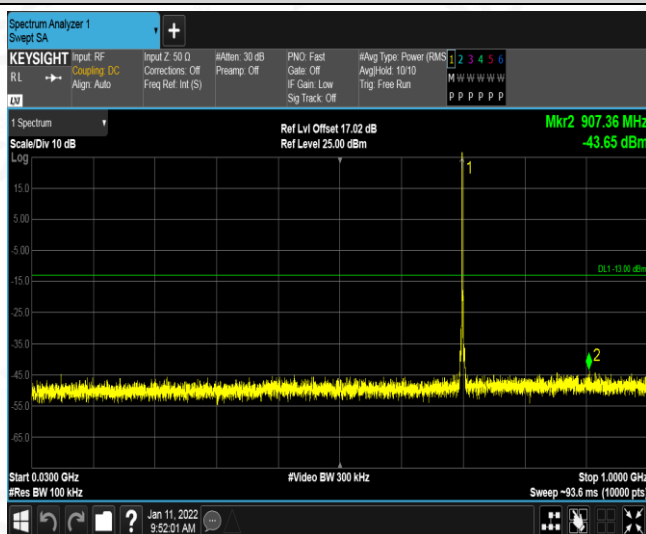 Spectrum Analyzer 1
Swept SA
KEYSIGHT
RL
LXI
Input: RF
Coupling: DC
Align: Auto
Input Z: 50 Ω
Corrections: Off
Freq Ref: Int (S)
#Atten: 30 dB
Preamp: Off
PNO: Fast
Gate: Off
IF Gain: Low
Sig Track: Off
#Avg Type: Power (RMS
Avg|Hold: 10/10
Trig: Free Run
1 2 3 4 5 6
M W W W W W
P P P P P P
1 Spectrum
Scale/Div 10 dB
Log
Ref Lvl Offset 17.02 dB
Ref Level 25.00 dBm
Mkr2 907.36 MHz
-43.65 dBm
1
15.0
5.00
-5.00
DL1 -13.00 dBm
-15.0
-25.0
-35.0
2
-45.0
-55.0
-65.0
Start 0.0300 GHz
#Res BW 100 kHz
#Video BW 300 kHz
Stop 1.0000 GHz
Sweep ~93.6 ms (10000 pts)
Jan 11, 2022
9:52:01 AM